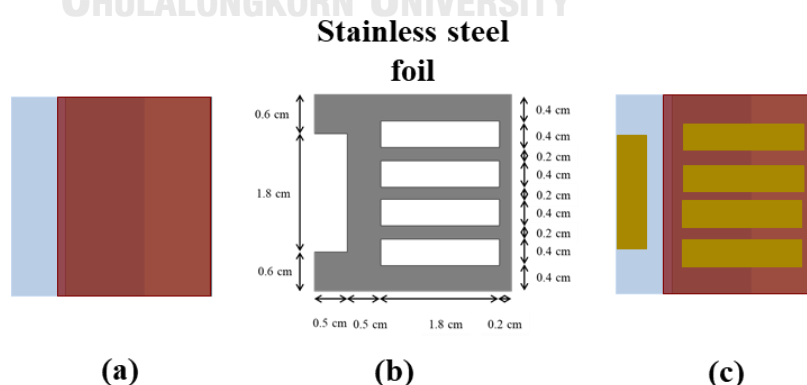 CHULALONGKORN UNIVERSITY
Stainless steel
foil
0.6 cm
1.8 cm
0.6 cm
0.4 cm
0.4 cm
0.2 cm
0.4 cm
0.2 cm
0.4 cm
0.2 cm
0.4 cm
0.4 cm
0.5 cm 0.5 cm 1.8 cm 0.2 cm
(a) (b) (c)